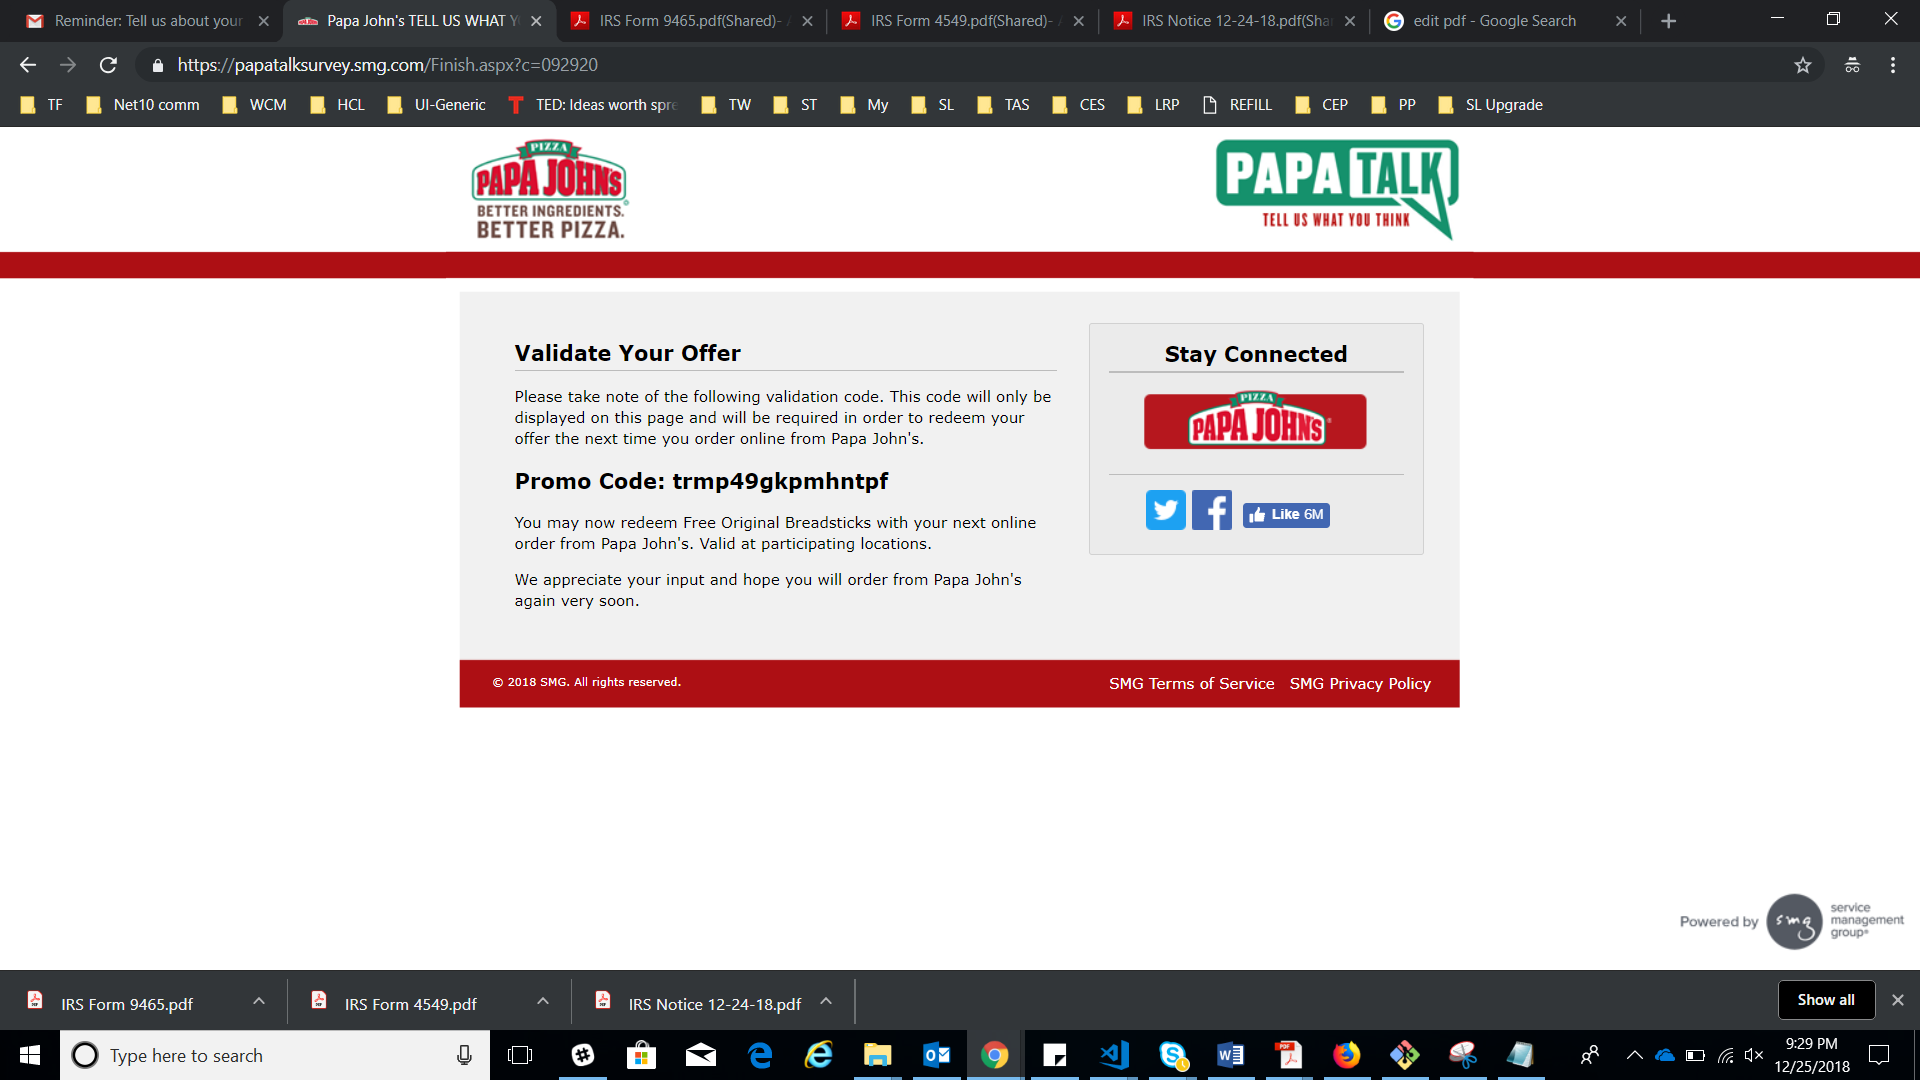 Reminder: Tell us about your
Papa John's TELL US WHAT Y
IRS Form 9465.pdf(Shared)- A
IRS Form 4549.pdf(Shared)- A
IRS Notice 12-24-18.pdf(Shar
edit pdf - Google Search
https://papatalksurvey.smg.com/Finish.aspx?c=092920
TF Net10 comm WCM HCL UI-Generic TED: Ideas worth spre TW ST My SL TAS CES LRP REFILL CEP PP SL Upgrade
PIZZA
PAPA JOHN'S
BETTER INGREDIENTS.
BETTER PIZZA.
PAPA TALK
TELL US WHAT YOU THINK
Validate Your Offer
Please take note of the following validation code. This code will only be
displayed on this page and will be required in order to redeem your
offer the next time you order online from Papa John's.
Promo Code: trmp49gkpmhntpf
You may now redeem Free Original Breadsticks with your next online
order from Papa John's. Valid at participating locations.
We appreciate your input and hope you will order from Papa John's
again very soon.
Stay Connected
PIZZA
PAPA JOHN'S
Like 6M
© 2018 SMG. All rights reserved.
SMG Terms of Service SMG Privacy Policy
Powered by smg service
management
group
IRS Form 9465.pdf
IRS Form 4549.pdf
IRS Notice 12-24-18.pdf
Show all
Type here to search
9:29 PM
12/25/2018